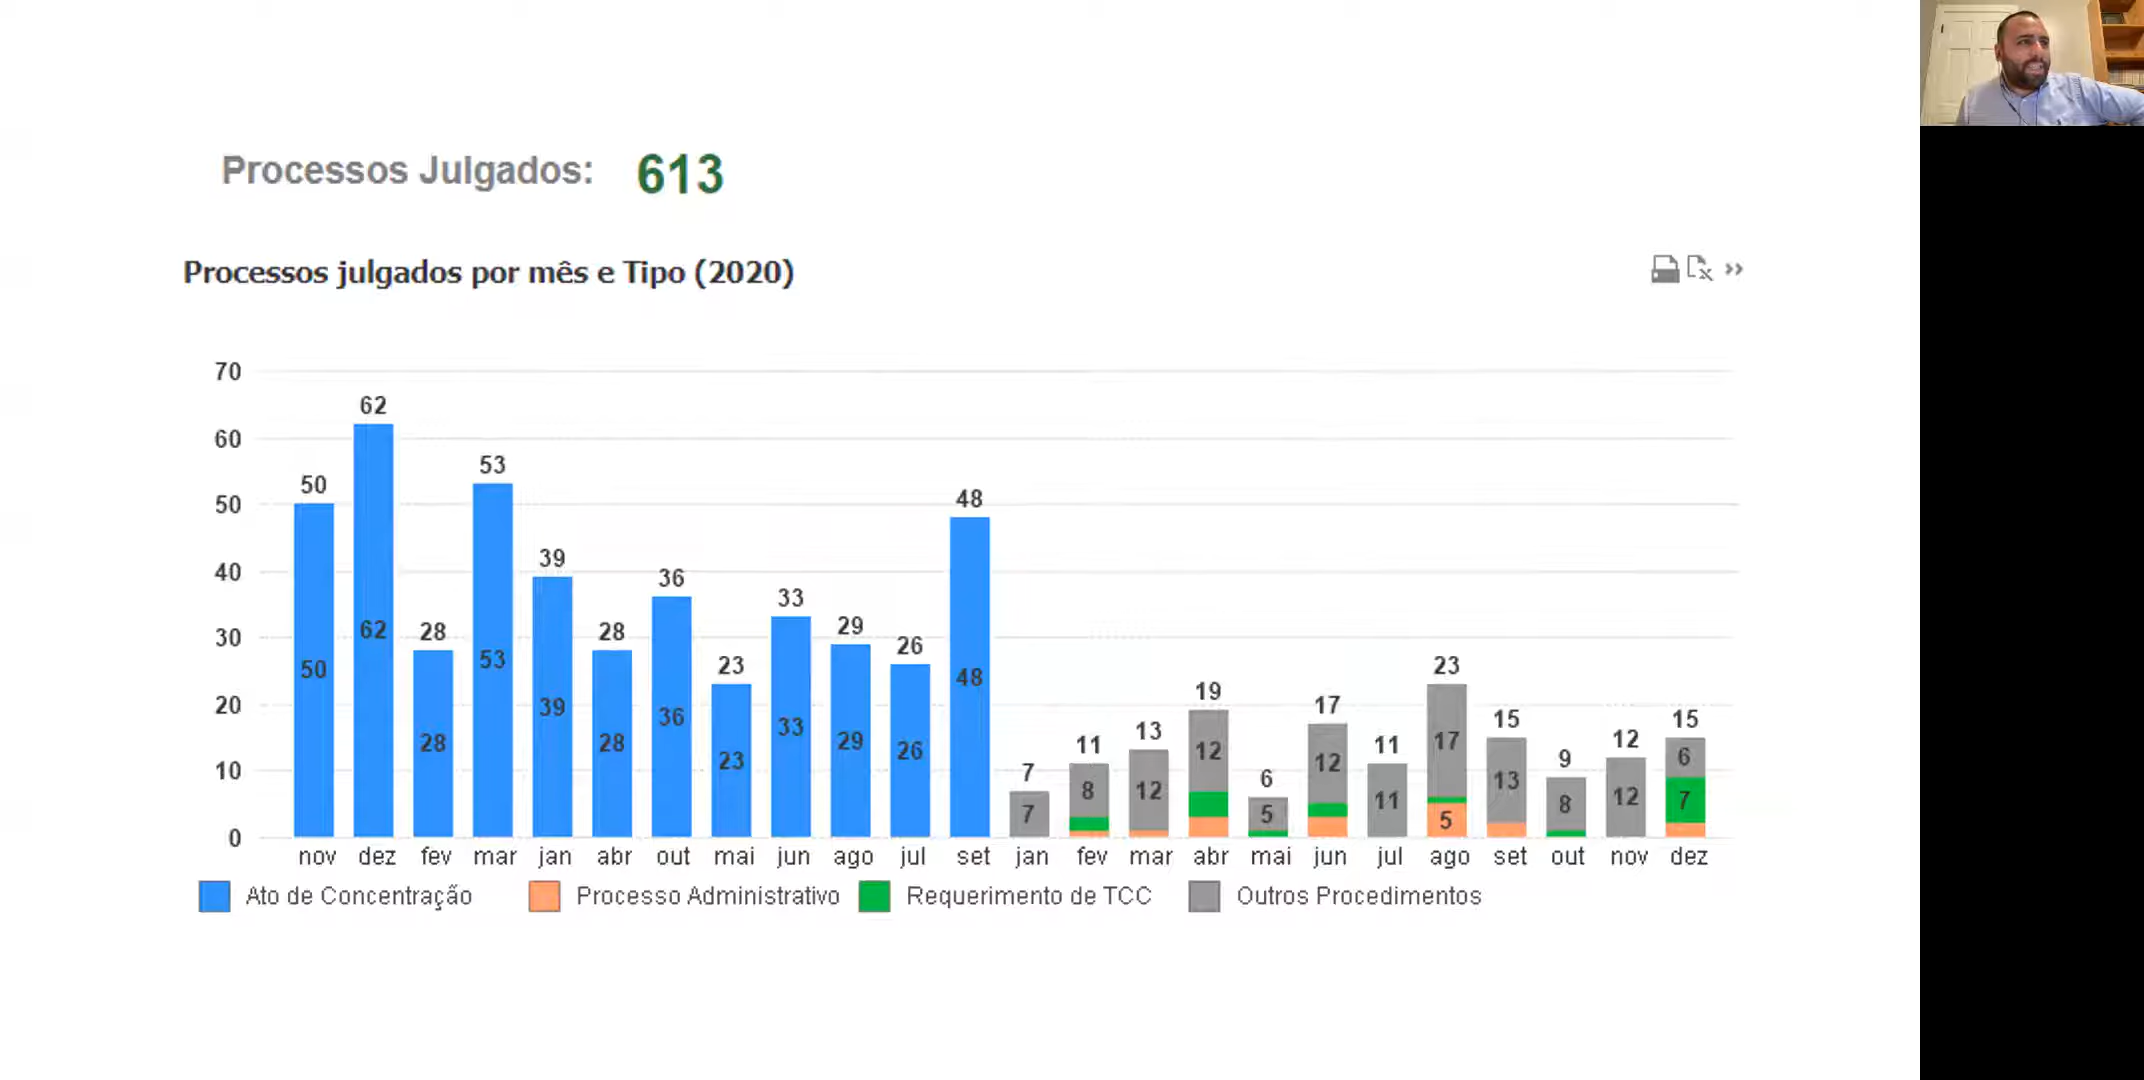 Processos Julgados: 613
Processos julgados por mês e Tipo (2020)
70
60
50
40
30
20
10
0
50 62 28 53 39 28 36 23 33 29 26 48 7 11 13 19 6 17 11 23 15 9 12 15
50 62 28 53 39 28 36 23 33 29 26 48 7 8 12 12 5 12 11 17 13 8 12 6
5 7
nov dez fev mar jan abr out mai jun ago jul set jan fev mar abr mai jun jul ago set out nov dez
Ato de Concentração Processo Administrativo Requerimento de TCC Outros Procedimentos